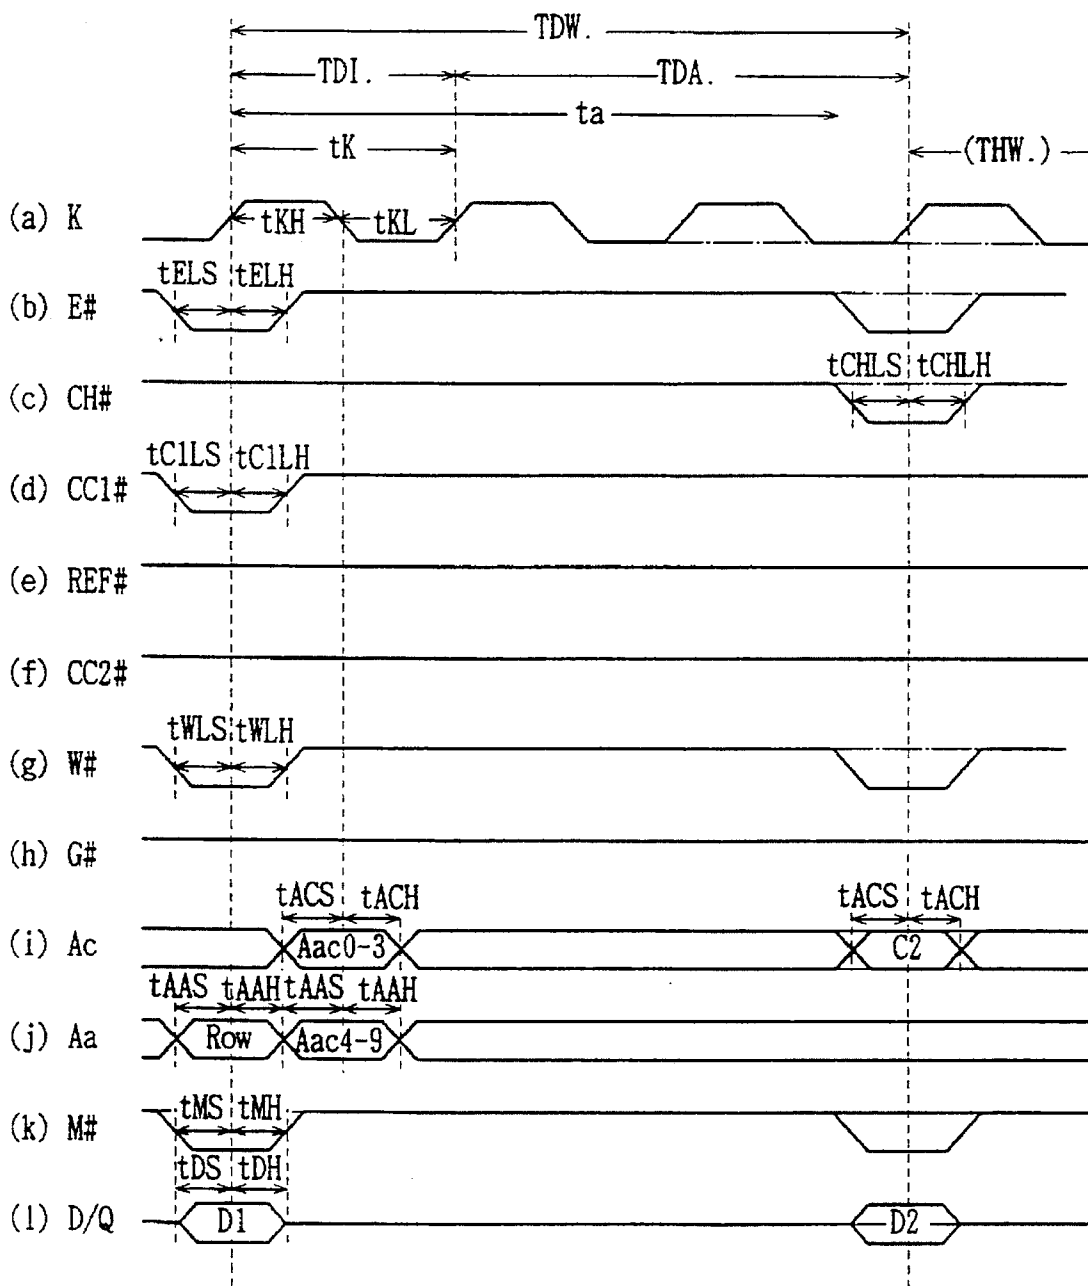 TDW.
TDI. TDA.
ta
tK (THW.)
(a) K tKH tKL
tELS tELH
(b) E#
tCHLS tCHLH
(c) CH#
tC1LS tC1LH
(d) CC1#
(e) REF#
(f) CC2#
tWLS tWLH
(g) W#
(h) G#
tACS tACH tACS tACH
(i) Ac Aac0-3 C2
tAAS tAAH tAAS tAAH
(j) Aa Row Aac4-9
tMS tMH
(k) M#
tDS tDH
(l) D/Q D1 D2